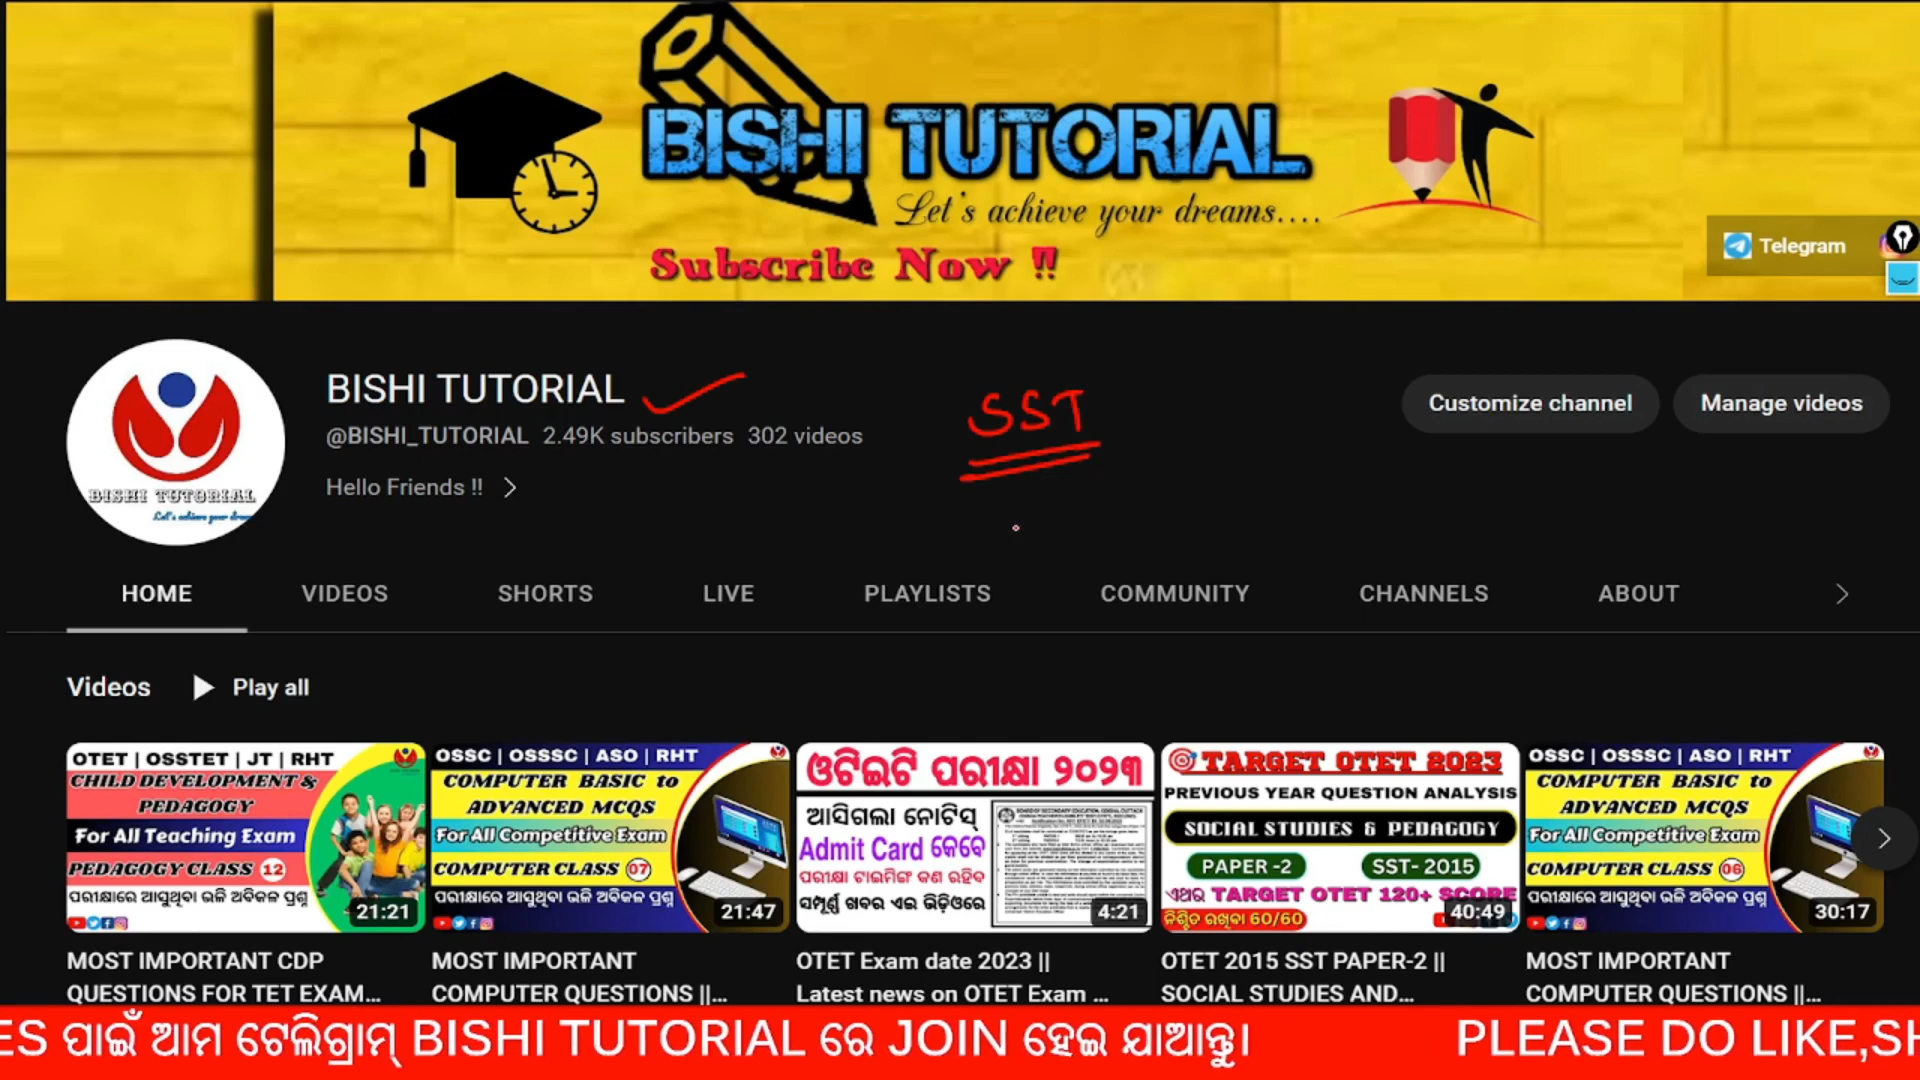 BISHI TUTORIAL
Let's achieve your dreams....
Subscribe Now !!
Telegram
BISHI TUTORIAL
@BISHI_TUTORIAL 2.49K subscribers 302 videos
Hello Friends !!
SST
Customize channel
Manage videos
BISHI TUTORIAL
Let's achieve your
HOME VIDEOS SHORTS LIVE PLAYLISTS COMMUNITY CHANNELS ABOUT
Videos Play all
OTET | OSSTET | JT | RHT
CHILD DEVELOPMENT &
PEDAGOGY
For All Teaching Exam
PEDAGOGY CLASS 12
ପରୀକ୍ଷାରେ ଆସୁଥିବା ଭଳି ଅବିକଳ ପ୍ରଶ୍ନ
21:21
MOST IMPORTANT CDP
QUESTIONS FOR TET EXAM...
OSSC | OSSSC | ASO | RHT
COMPUTER BASIC to
ADVANCED MCQS
For All Competitive Exam
COMPUTER CLASS 07
ପରୀକ୍ଷାରେ ଆସୁଥିବା ଭଳି ଅବିକଳ ପ୍ରଶ୍ନ
21:47
MOST IMPORTANT
COMPUTER QUESTIONS ||...
ଓଟିଇଟି ପରୀକ୍ଷା ୨୦୨୩
ଆସିଗଲା ନୋଟିସ୍
Admit Card କେବେ
ପରୀକ୍ଷା ଟାଇମିଙ୍ଗ କଣ ରହିବ
ସମ୍ପୂର୍ଣ୍ଣ ଖବର ଏଇ ଭିଡ଼ିଓରେ
4:21
OTET Exam date 2023 ||
Latest news on OTET Exam ...
TARGET OTET 2023
PREVIOUS YEAR QUESTION ANALYSIS
SOCIAL STUDIES & PEDAGOGY
PAPER -2 SST- 2015
ଏଥର TARGET OTET 120+ SCORE
ନିଶ୍ଚିତ ରଖିବା 60/60
40:49
OTET 2015 SST PAPER-2 ||
SOCIAL STUDIES AND...
OSSC | OSSSC | ASO | RHT
COMPUTER BASIC to
ADVANCED MCQS
For All Competitive Exam
COMPUTER CLASS 06
ପରୀକ୍ଷାରେ ଆସୁଥିବା ଭଳି ଅବିକଳ ପ୍ରଶ୍ନ
30:17
MOST IMPORTANT
COMPUTER QUESTIONS ||...
ES ପାଇଁ ଆମ ଟେଲିଗ୍ରାମ୍ BISHI TUTORIAL ରେ JOIN ହେଇ ଯାଆନ୍ତୁ। PLEASE DO LIKE,SH